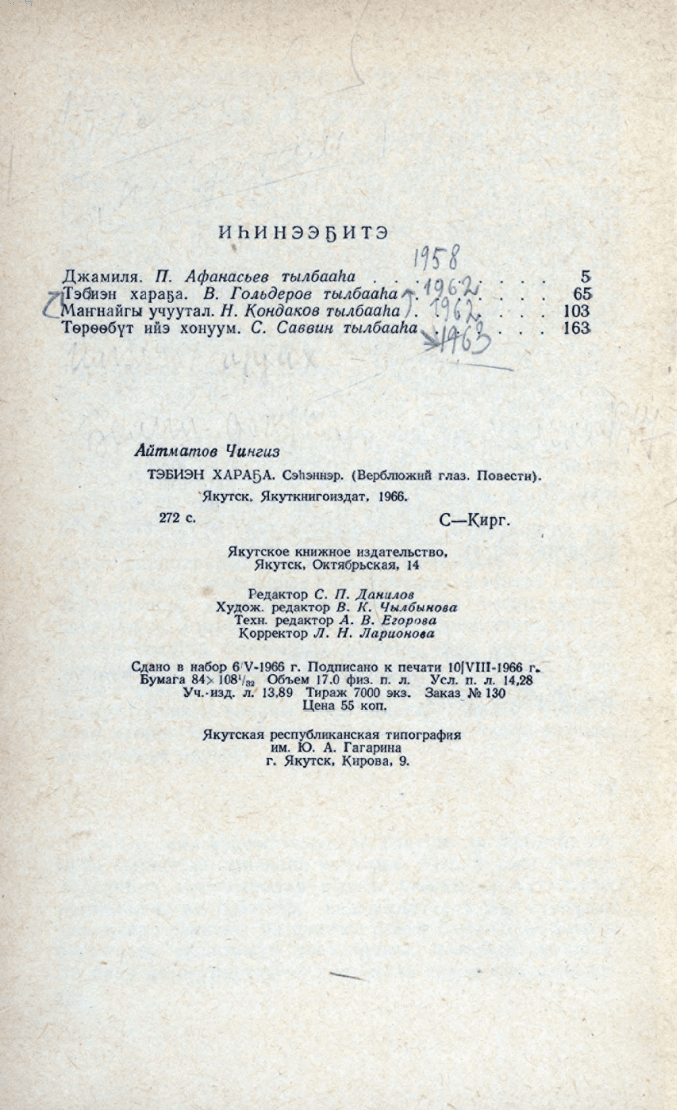 ИҺИНЭЭҔИТЭ
1958
Джамиля. П. Афанасьев тылбааһа . . . . . . . 5
Тэбиэн хараҕа. В. Гольдеров тылбааһа 1962 . . . . 65
Маҥнайгы учуутал. Н. Кондаков тылбааһа . 1962 . . . 103
Төрөөбүт ийэ хонуум. С. Саввин тылбааһа . . . . 163
1963
Айтматов Чингиз
ТЭБИЭН ХАРАҔА. Сэһэннэр. (Верблюжий глаз. Повести).
Якутск, Якуткнигоиздат, 1966.
272 с. С—Кирг.
Якутское книжное издательство,
Якутск, Октябрьская, 14
Редактор С. П. Данилов
Худож. редактор В. К. Чылбынова
Техн. редактор А. В. Егорова
Корректор Л. Н. Ларионова
Сдано в набор 6/V-1966 г. Подписано к печати 10/VIII-1966 г.
Бумага 84×108¹/₃₂ Объем 17.0 физ. п. л. Усл. п. л. 14,28
Уч.-изд. л. 13,89 Тираж 7000 экз. Заказ № 130
Цена 55 коп.
Якутская республиканская типография
им. Ю. А. Гагарина
г. Якутск, Кирова, 9.